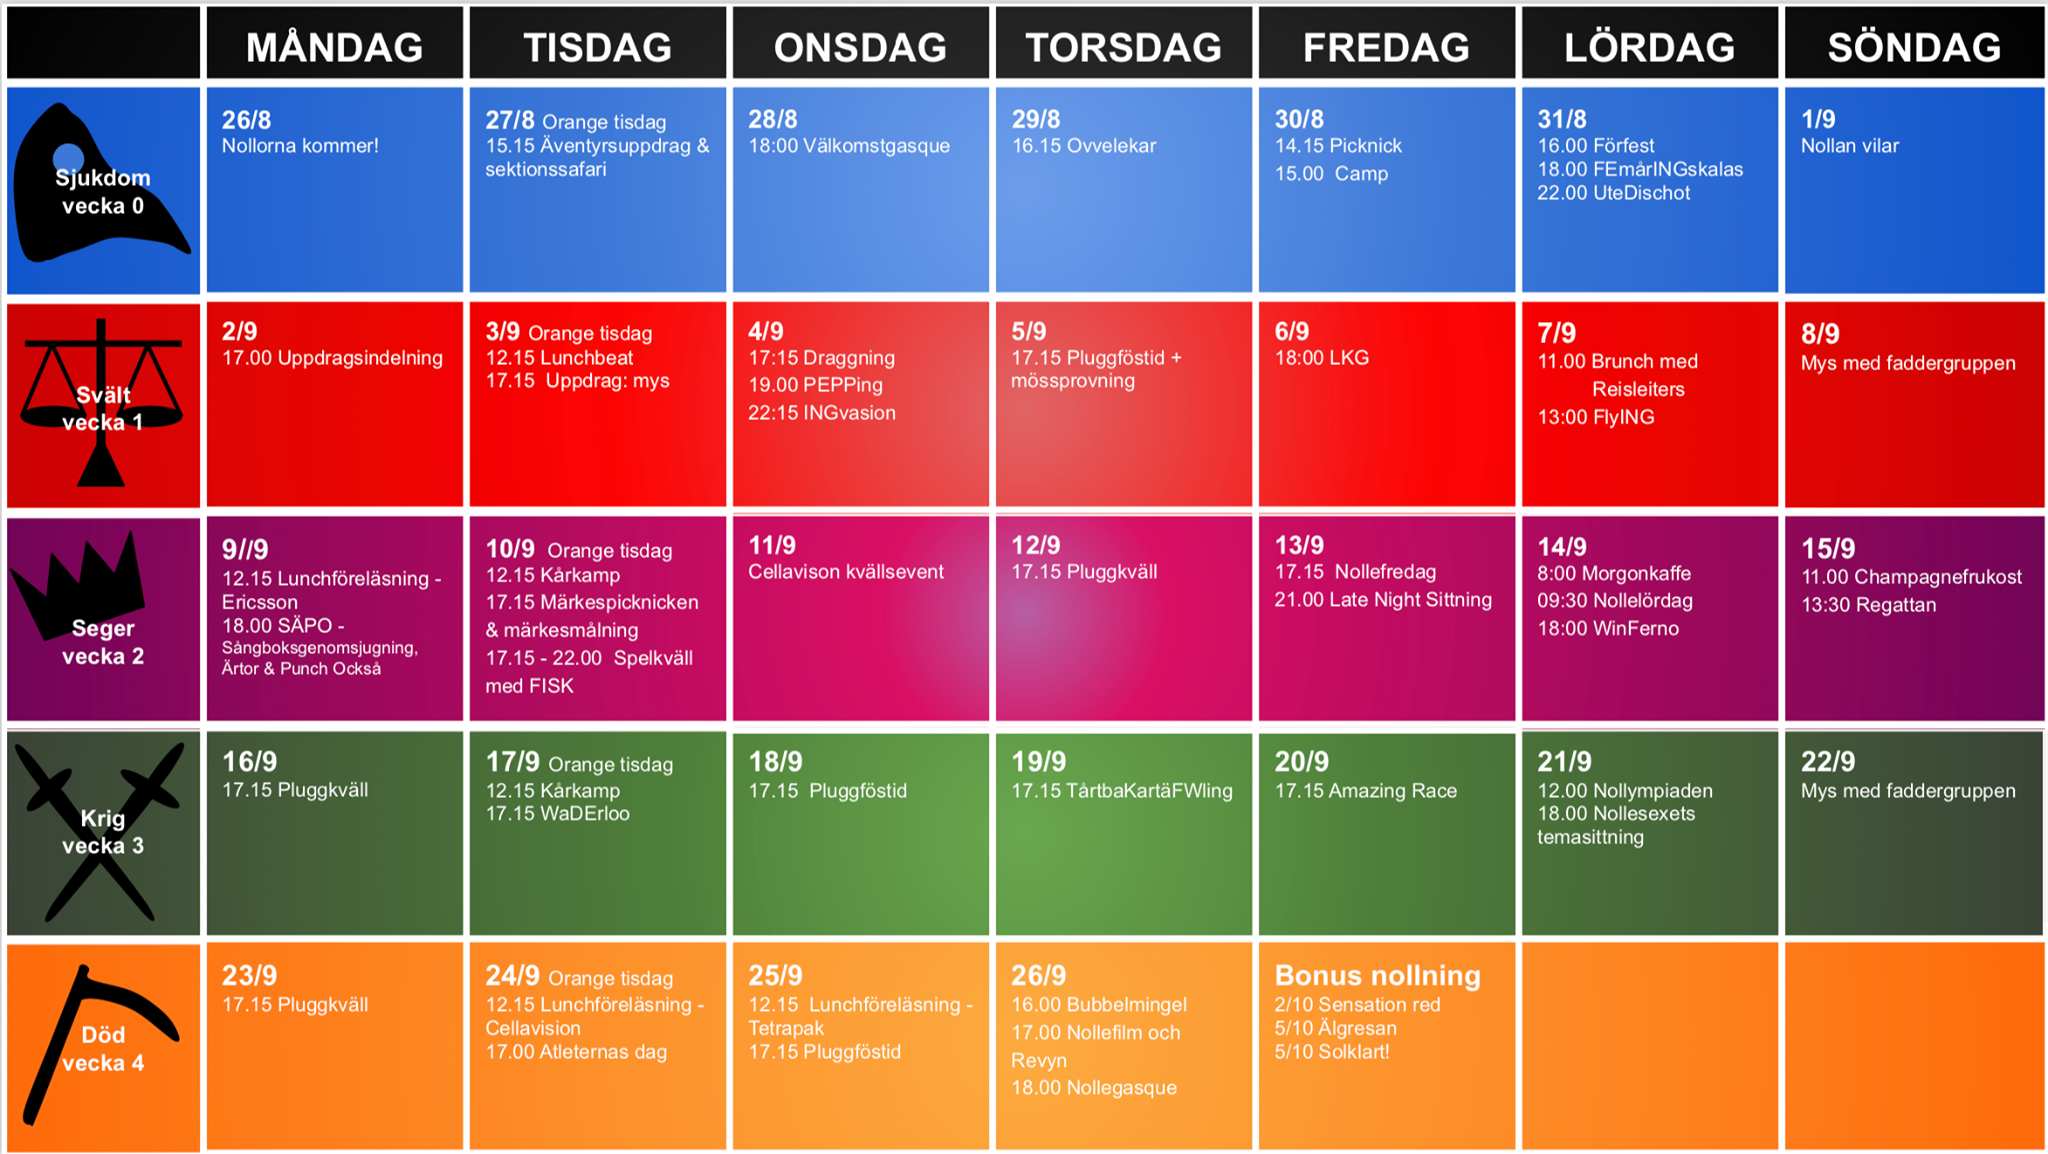 MÅNDAG
TISDAG
ONSDAG
TORSDAG
FREDAG
LÖRDAG
SÖNDAG
Sjukdom
vecka 0
26/8
Nollorna kommer!
27/8 Orange tisdag
15.15 Äventyrsuppdrag &
sektionssafari
28/8
18:00 Välkomstgasque
29/8
16.15 Ovvelekar
30/8
14.15 Picknick
15.00 Camp
31/8
16.00 Förfest
18.00 FEmårINGskalas
22.00 UteDischot
1/9
Nollan vilar
Svält
vecka 1
2/9
17.00 Uppdragsindelning
3/9 Orange tisdag
12.15 Lunchbeat
17.15 Uppdrag: mys
4/9
17:15 Draggning
19.00 PEPPing
22:15 INGvasion
5/9
17.15 Pluggföstid +
mössprovning
6/9
18:00 LKG
7/9
11.00 Brunch med
Reisleiters
13:00 FlyING
8/9
Mys med faddergruppen
Seger
vecka 2
9//9
12.15 Lunchföreläsning -
Ericsson
18.00 SÄPO -
Sångboksgenomsjugning,
Ärtor & Punch Också
10/9 Orange tisdag
12.15 Kårkamp
17.15 Märkespicknicken
& märkesmålning
17.15 - 22.00 Spelkväll
med FISK
11/9
Cellavison kvällsevent
12/9
17.15 Pluggkväll
13/9
17.15 Nollefredag
21.00 Late Night Sittning
14/9
8:00 Morgonkaffe
09:30 Nollelördag
18:00 WinFerno
15/9
11.00 Champagnefrukost
13:30 Regattan
Krig
vecka 3
16/9
17.15 Pluggkväll
17/9 Orange tisdag
12.15 Kårkamp
17.15 WaDErloo
18/9
17.15 Pluggföstid
19/9
17.15 TårtbaKartäFWling
20/9
17.15 Amazing Race
21/9
12.00 Nollympiaden
18.00 Nollesexets
temasittning
22/9
Mys med faddergruppen
Död
vecka 4
23/9
17.15 Pluggkväll
24/9 Orange tisdag
12.15 Lunchföreläsning -
Cellavision
17.00 Atleternas dag
25/9
12.15 Lunchföreläsning -
Tetrapak
17.15 Pluggföstid
26/9
16.00 Bubbelmingel
17.00 Nollefilm och
Revyn
18.00 Nollegasque
Bonus nollning
2/10 Sensation red
5/10 Älgresan
5/10 Solklart!